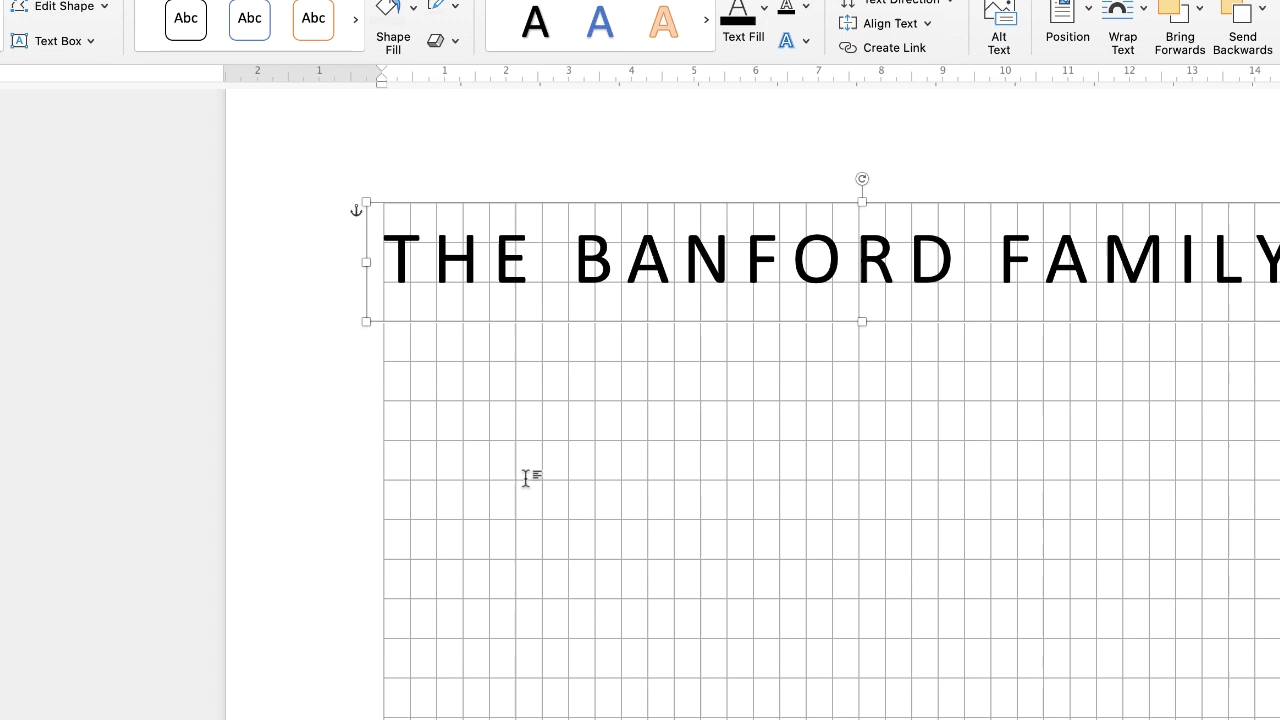 Edit Shape
Text Box
Abc Abc Abc
Shape
Fill
A A A
A
Text Fill
A
A
Text Direction
Align Text
Create Link
Alt
Text
Position
Wrap
Text
Bring
Forwards
Send
Backwards
2 1 1 2 3 4 5 6 7 8 9 10 11 12 13 14
THE BANFORD FAMILY